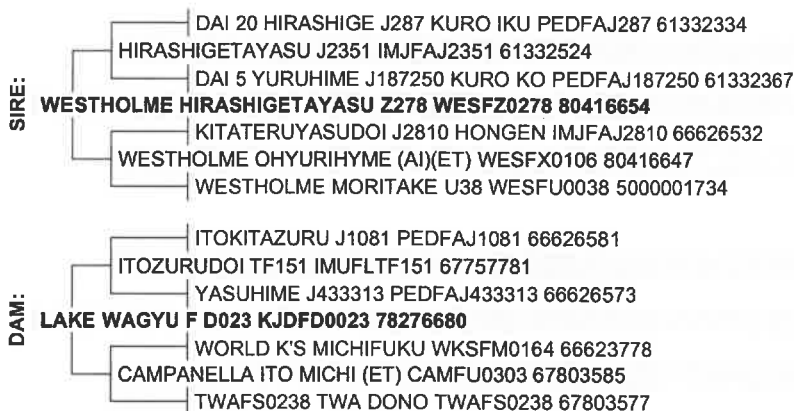 SIRE:
DAI 20 HIRASHIGE J287 KURO IKU PEDFAJ287 61332334
HIRASHIGETAYASU J2351 IMJFAJ2351 61332524
DAI 5 YURUHIME J187250 KURO KO PEDFAJ187250 61332367
WESTHOLME HIRASHIGETAYASU Z278 WESFZ0278 80416654
KITATERUYASUDOI J2810 HONGEN IMJFAJ2810 66626532
WESTHOLME OHYURIHYME (AI)(ET) WESFX0106 80416647
WESTHOLME MORITAKE U38 WESFU0038 5000001734
DAM:
ITOKITAZURU J1081 PEDFAJ1081 66626581
ITOZURUDOI TF151 IMUFLTF151 67757781
YASUHIME J433313 PEDFAJ433313 66626573
LAKE WAGYU F D023 KJDFD0023 78276680
WORLD K'S MICHIFUKU WKSFM0164 66623778
CAMPANELLA ITO MICHI (ET) CAMFU0303 67803585
TWAFS0238 TWA DONO TWAFS0238 67803577